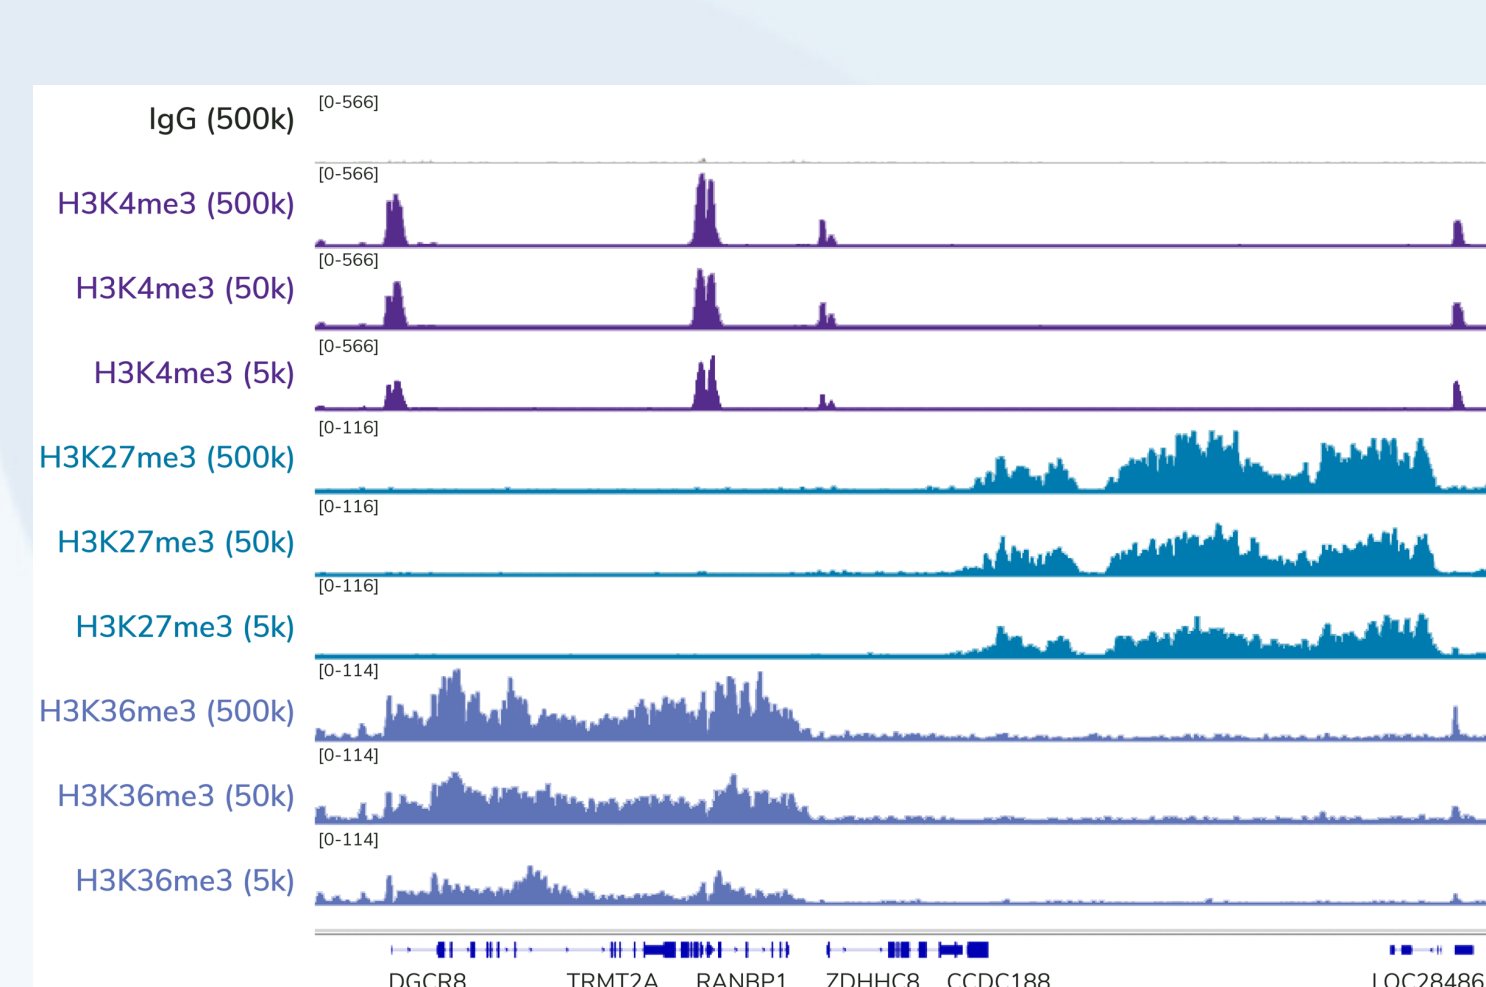 [0-566]
IgG (500k)
[0-566]
H3K4me3 (500k)
[0-566]
H3K4me3 (50k)
[0-566]
H3K4me3 (5k)
[0-116]
H3K27me3 (500k)
[0-116]
H3K27me3 (50k)
[0-116]
H3K27me3 (5k)
[0-114]
H3K36me3 (500k)
[0-114]
H3K36me3 (50k)
[0-114]
H3K36me3 (5k)
DGCR8 TRMT2A RANBP1 ZDHHC8 CCDC188 LOC28486